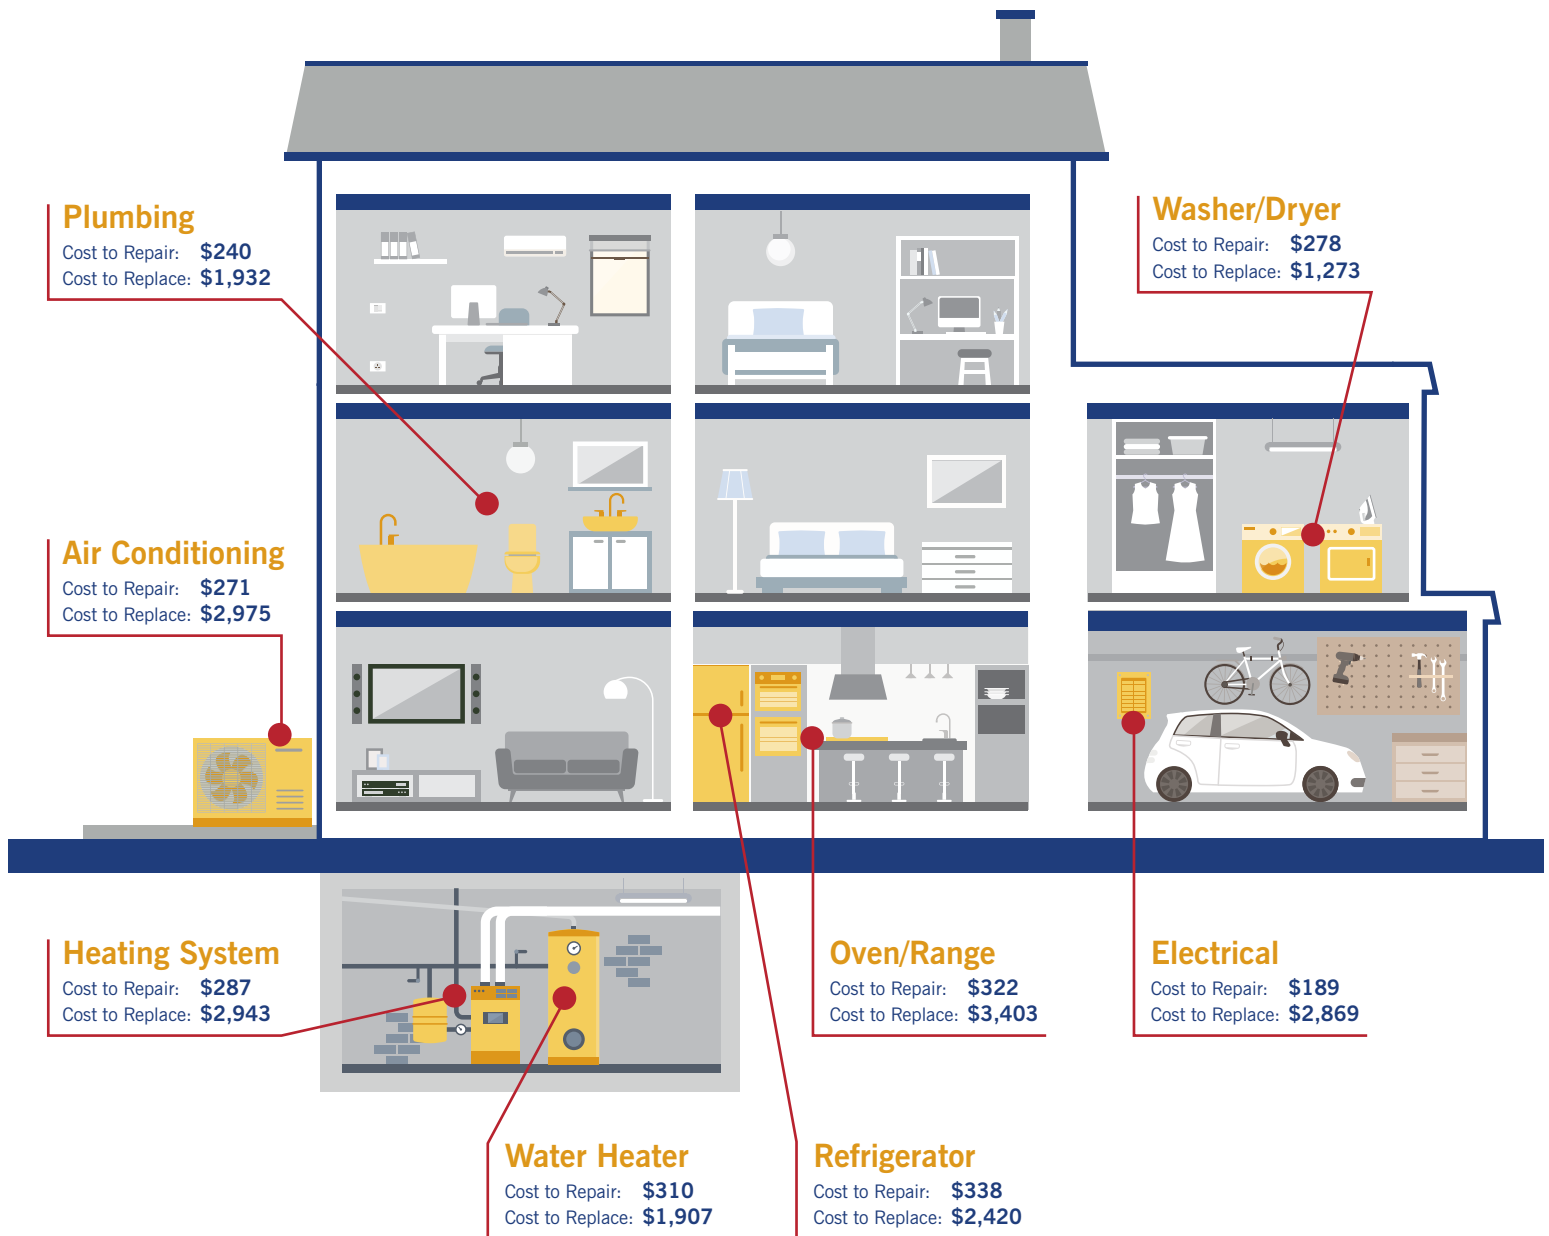 Plumbing
Cost to Repair: $240
Cost to Replace: $1,932
Washer/Dryer
Cost to Repair: $278
Cost to Replace: $1,273
Air Conditioning
Cost to Repair: $271
Cost to Replace: $2,975
Heating System
Cost to Repair: $287
Cost to Replace: $2,943
Oven/Range
Cost to Repair: $322
Cost to Replace: $3,403
Electrical
Cost to Repair: $189
Cost to Replace: $2,869
Water Heater
Cost to Repair: $310
Cost to Replace: $1,907
Refrigerator
Cost to Repair: $338
Cost to Replace: $2,420